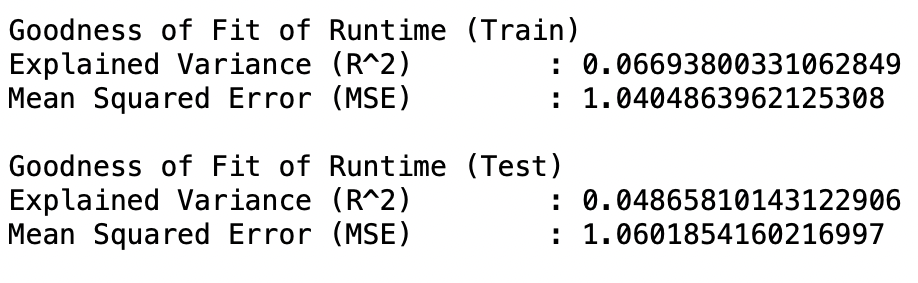 Goodness of Fit of Runtime (Train)
Explained Variance (R^2) : 0.06693800331062849
Mean Squared Error (MSE) : 1.0404863962125308
Goodness of Fit of Runtime (Test)
Explained Variance (R^2) : 0.04865810143122906
Mean Squared Error (MSE) : 1.0601854160216997